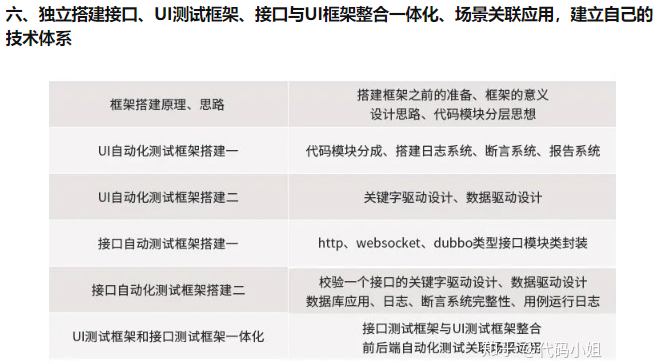 六、独立搭建接口、UI测试框架、接口与UI框架整合一体化、场景关联应用，建立自己的
技术体系
框架搭建原理、思路
搭建框架之前的准备、框架的意义
设计思路、代码模块分层思想
UI自动化测试框架搭建一
代码模块分成、搭建日志系统、断言系统、报告系统
UI自动化测试框架搭建二
关键字驱动设计、数据驱动设计
接口自动测试框架搭建一
http、websocket、dubbo类型接口模块类封装
接口自动化测试框架搭建二
校验一个接口的关键字驱动设计、数据驱动设计
数据库应用、日志、断言系统完整性、用例运行日志
UI测试框架和接口测试框架一体化
接口测试框架与UI测试框架整合
前后端自动化测试关联场景运用
知乎 @代码小姐